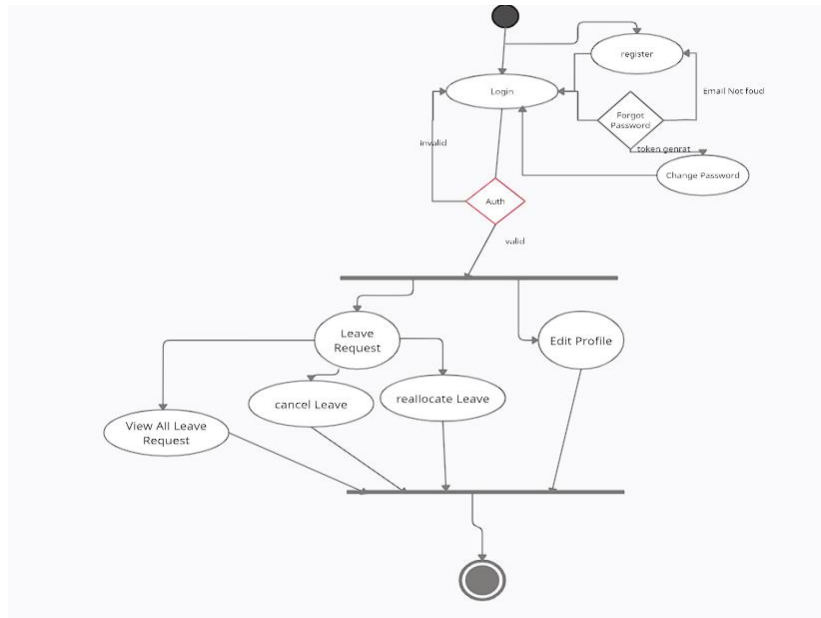 register
Login
Email Not foud
Forgot
Password
invalid
token genrat
Change Password
Auth
valid
Leave
Request
Edit Profile
cancel Leave
reallocate Leave
View All Leave
Request